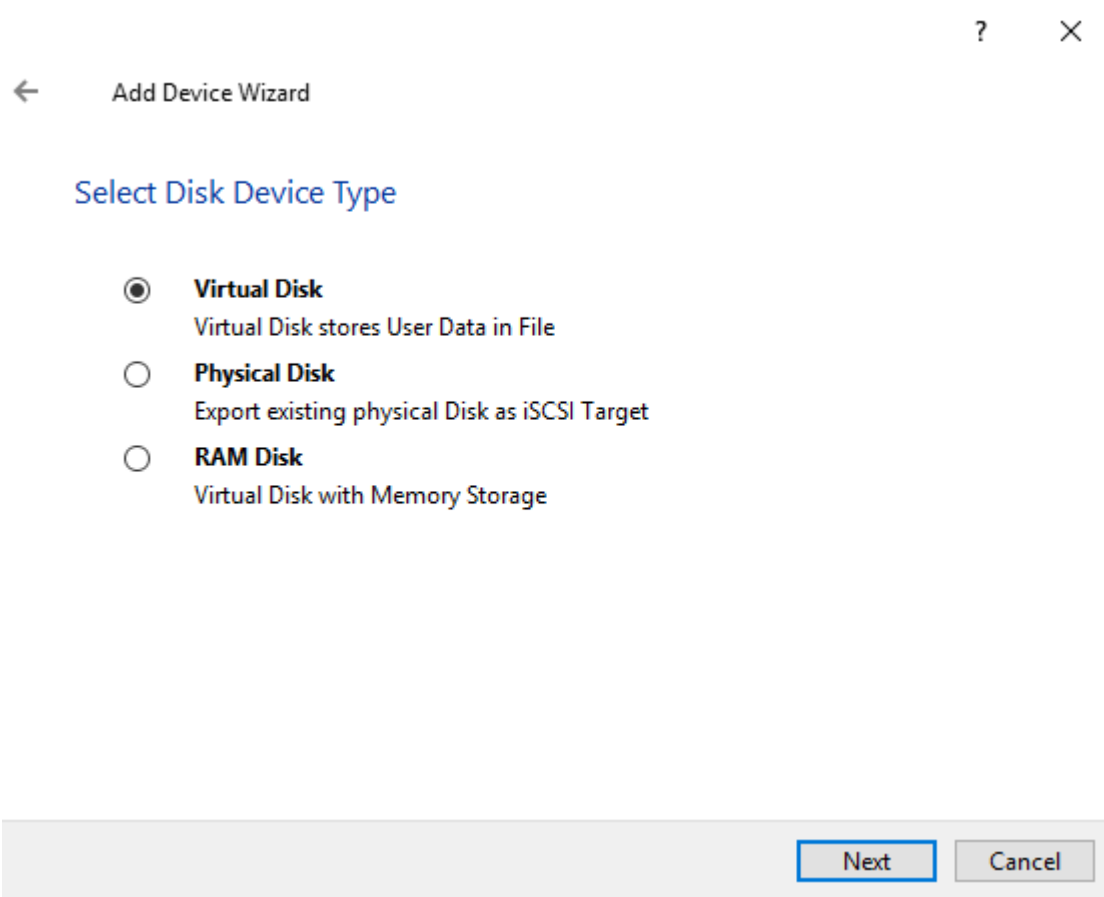 ?
Add Device Wizard
Select Disk Device Type
Virtual Disk
Virtual Disk stores User Data in File
Physical Disk
Export existing physical Disk as iSCSI Target
RAM Disk
Virtual Disk with Memory Storage
Next Cancel